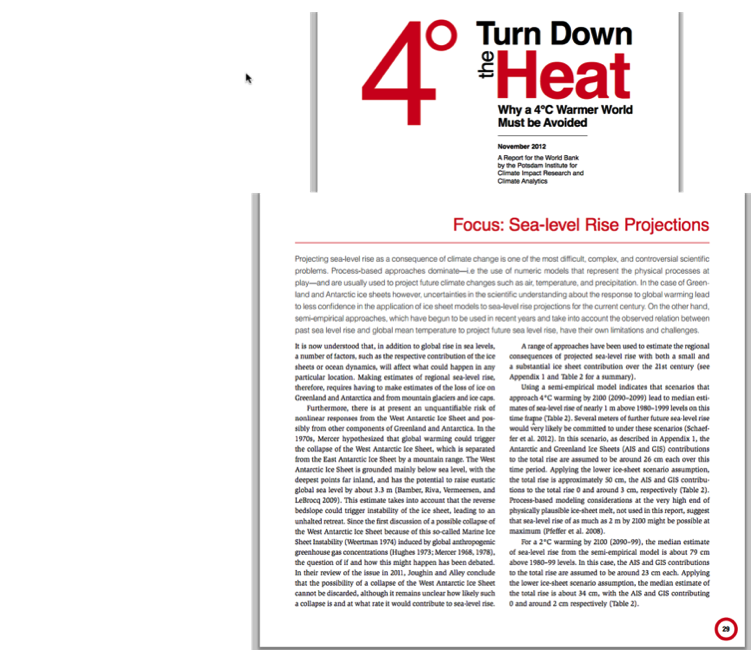 4°
Turn Down
the
Heat
Why a 4°C Warmer World
Must be Avoided
November 2012
A Report for the World Bank
by the Potsdam Institute for
Climate Impact Research and
Climate Analytics
Focus: Sea-level Rise Projections
Projecting sea-level rise as a consequence of climate change is one of the most difficult, complex, and controversial scientific
problems. Process-based approaches dominate—i.e the use of numeric models that represent the physical processes at
play—and are usually used to project future climate changes such as air, temperature, and precipitation. In the case of Green-
land and Antarctic ice sheets however, uncertainties in the scientific understanding about the response to global warming lead
to less confidence in the application of ice sheet models to sea-level rise projections for the current century. On the other hand,
semi-empirical approaches, which have begun to be used in recent years and take into account the observed relation between
past sea level rise and global mean temperature to project future sea level rise, have their own limitations and challenges.
It is now understood that, in addition to global rise in sea levels,
a number of factors, such as the respective contribution of the ice
sheets or ocean dynamics, will affect what could happen in any
particular location. Making estimates of regional sea-level rise,
therefore, requires having to make estimates of the loss of ice on
Greenland and Antarctica and from mountain glaciers and ice caps.
Furthermore, there is at present an unquantifiable risk of
nonlinear responses from the West Antarctic Ice Sheet and pos-
sibly from other components of Greenland and Antarctica. In the
1970s, Mercer hypothesized that global warming could trigger
the collapse of the West Antarctic Ice Sheet, which is separated
from the East Antarctic Ice Sheet by a mountain range. The West
Antarctic Ice Sheet is grounded mainly below sea level, with the
deepest points far inland, and has the potential to raise eustatic
global sea level by about 3.3 m (Bamber, Riva, Vermeersen, and
LeBrocq 2009). This estimate takes into account that the reverse
bedslope could trigger instability of the ice sheet, leading to an
unhalted retreat. Since the first discussion of a possible collapse of
the West Antarctic Ice Sheet because of this so-called Marine Ice
Sheet Instability (Weertman 1974) induced by global anthropogenic
greenhouse gas concentrations (Hughes 1973; Mercer 1968, 1978),
the question of if and how this might happen has been debated.
In their review of the issue in 2011, Joughin and Alley conclude
that the possibility of a collapse of the West Antarctic Ice Sheet
cannot be discarded, although it remains unclear how likely such
a collapse is and at what rate it would contribute to sea-level rise.
A range of approaches have been used to estimate the regional
consequences of projected sea-level rise with both a small and
a substantial ice sheet contribution over the 21st century (see
Appendix 1 and Table 2 for a summary).
Using a semi-empirical model indicates that scenarios that
approach 4°C warming by 2100 (2090–2099) lead to median esti-
mates of sea-level rise of nearly 1 m above 1980–1999 levels on this
time frame (Table 2). Several meters of further future sea-level rise
would very likely be committed to under these scenarios (Schaef-
fer et al. 2012). In this scenario, as described in Appendix 1, the
Antarctic and Greenland Ice Sheets (AIS and GIS) contributions
to the total rise are assumed to be around 26 cm each over this
time period. Applying the lower ice-sheet scenario assumption,
the total rise is approximately 50 cm, the AIS and GIS contribu-
tions to the total rise 0 and around 3 cm, respectively (Table 2).
Process-based modeling considerations at the very high end of
physically plausible ice-sheet melt, not used in this report, suggest
that sea-level rise of as much as 2 m by 2100 might be possible at
maximum (Pfeffer et al. 2008).
For a 2°C warming by 2100 (2090–99), the median estimate
of sea-level rise from the semi-empirical model is about 79 cm
above 1980–99 levels. In this case, the AIS and GIS contributions
to the total rise are assumed to be around 23 cm each. Applying
the lower ice-sheet scenario assumption, the median estimate of
the total rise is about 34 cm, with the AIS and GIS contributing
0 and around 2 cm respectively (Table 2).
29